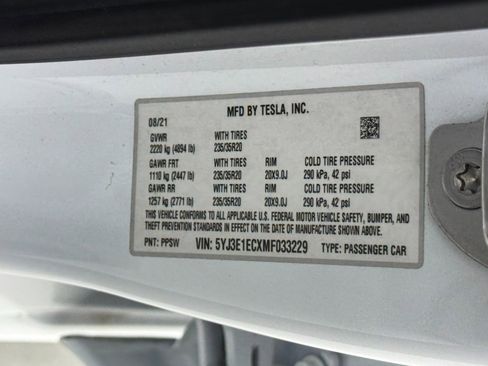 MFD BY TESLA, INC.
08/21
GVWR WITH TIRES
2220 kg (4894 lb) 235/35R20
GAWR FRT WITH TIRES RIM COLD TIRE PRESSURE
1110 kg (2447 lb) 235/35R20 20X9.0J 290 kPa, 42 psi
GAWR RR WITH TIRES RIM COLD TIRE PRESSURE
1257 kg (2771 lb) 235/35R20 20X9.0J 290 kPa, 42 psi
THIS VEHICLE CONFORMS TO ALL APPLICABLE U.S. FEDERAL MOTOR VEHICLE SAFETY, BUMPER, AND
THEFT PREVENTION STANDARDS IN EFFECT ON THE DATE OF MANUFACTURE SHOWN ABOVE.
PNT: PPSW VIN: 5YJ3E1ECXMF033229 TYPE: PASSENGER CAR